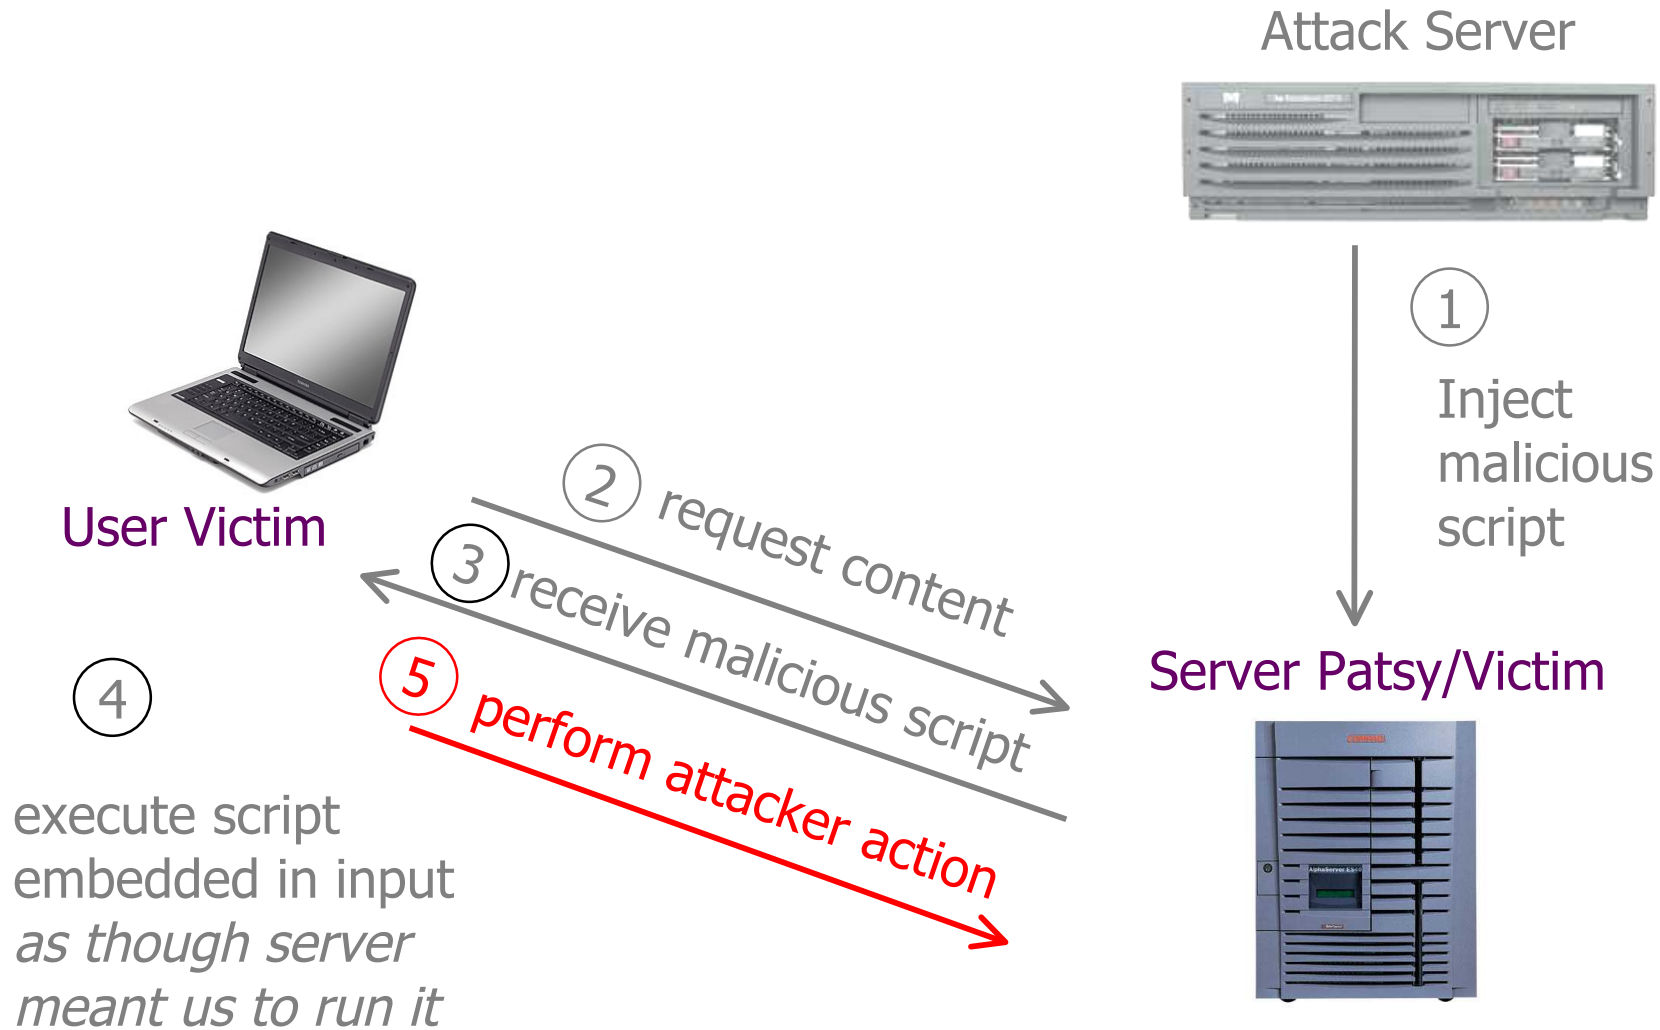 Attack Server
1
Inject
malicious
script
User Victim
2 request content
3 receive malicious script
Server Patsy/Victim
4
5 perform attacker action
execute script
embedded in input
as though server
meant us to run it